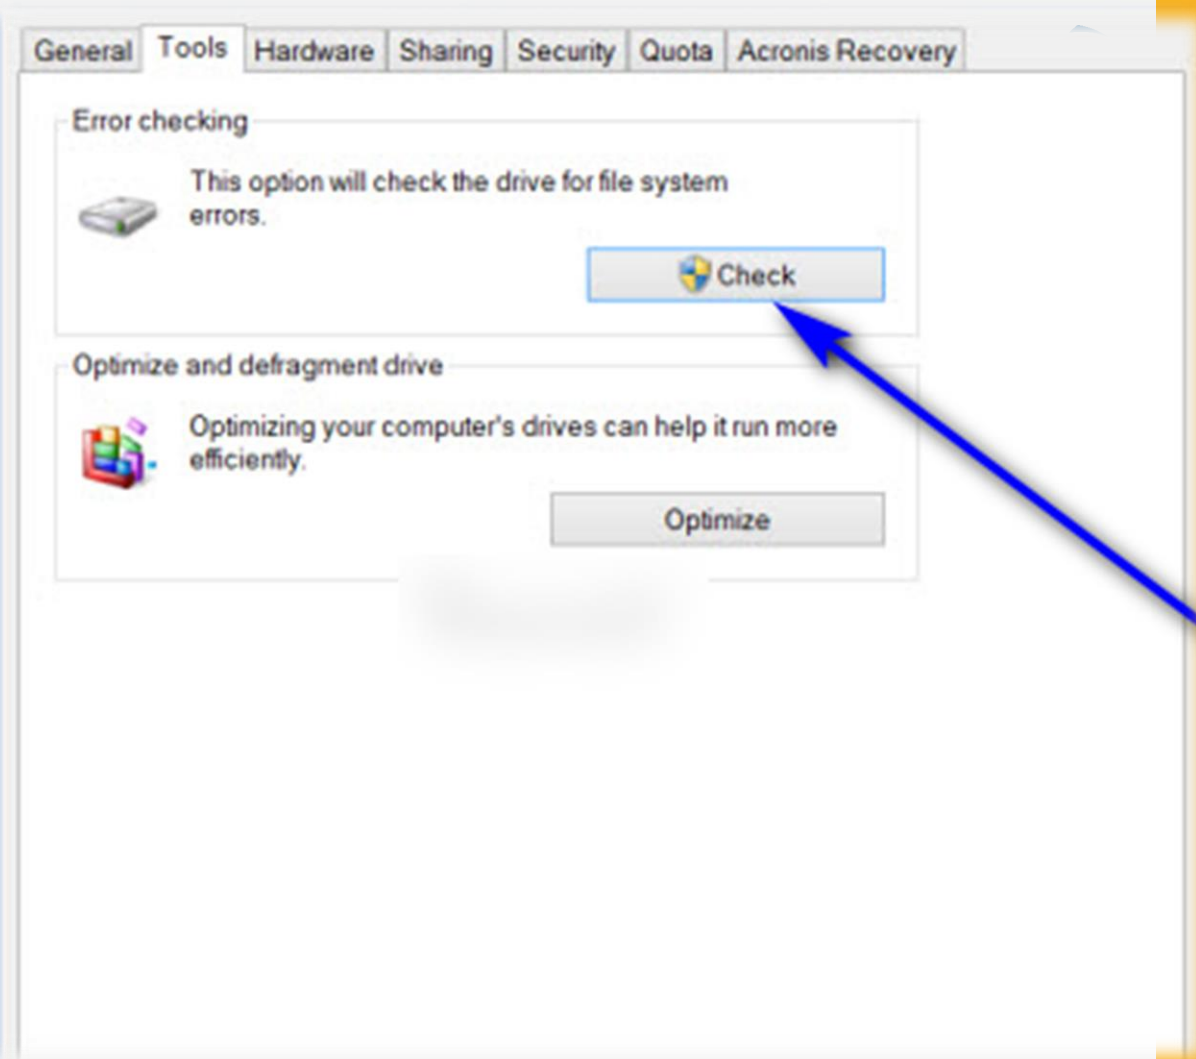 General Tools Hardware Sharing Security Quota Acronis Recovery
Error checking
This option will check the drive for file system
errors.
Check
Optimize and defragment drive
Optimizing your computer's drives can help it run more
efficiently.
Optimize